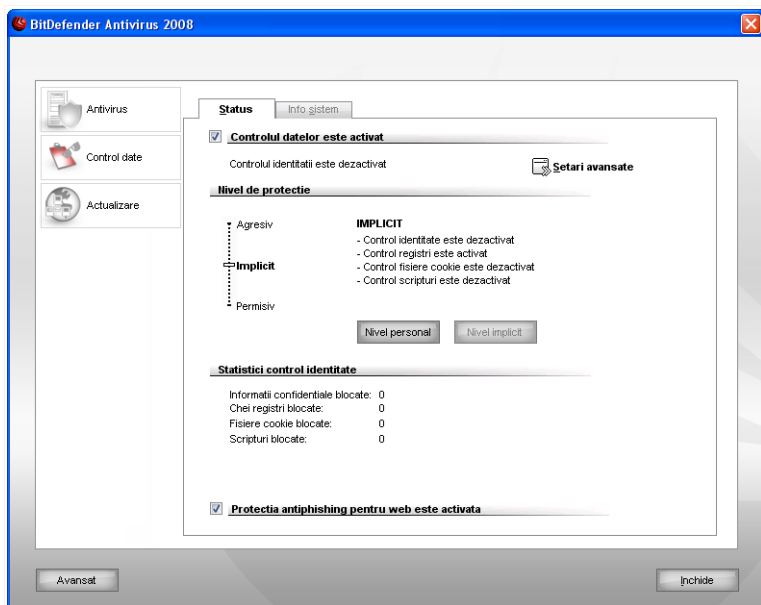 BitDefender Antivirus 2008
Antivirus
Control date
Actualizare
Status
Info sistem
Controlul datelor este activat
Controlul identitatii este dezactivat
Setari avansate
Nivel de protectie
Agresiv
Implicit
Permisiv
IMPLICIT
- Control identitate este dezactivat
- Control registri este activat
- Control fisiere cookie este dezactivat
- Control scripturi este dezactivat
Nivel personal
Nivel implicit
Statistici control identitate
Informatii confidentiale blocate: 0
Chei registri blocate: 0
Fisiere cookie blocate: 0
Scripturi blocate: 0
Protectia antiphishing pentru web este activata
Avansat
Inchide